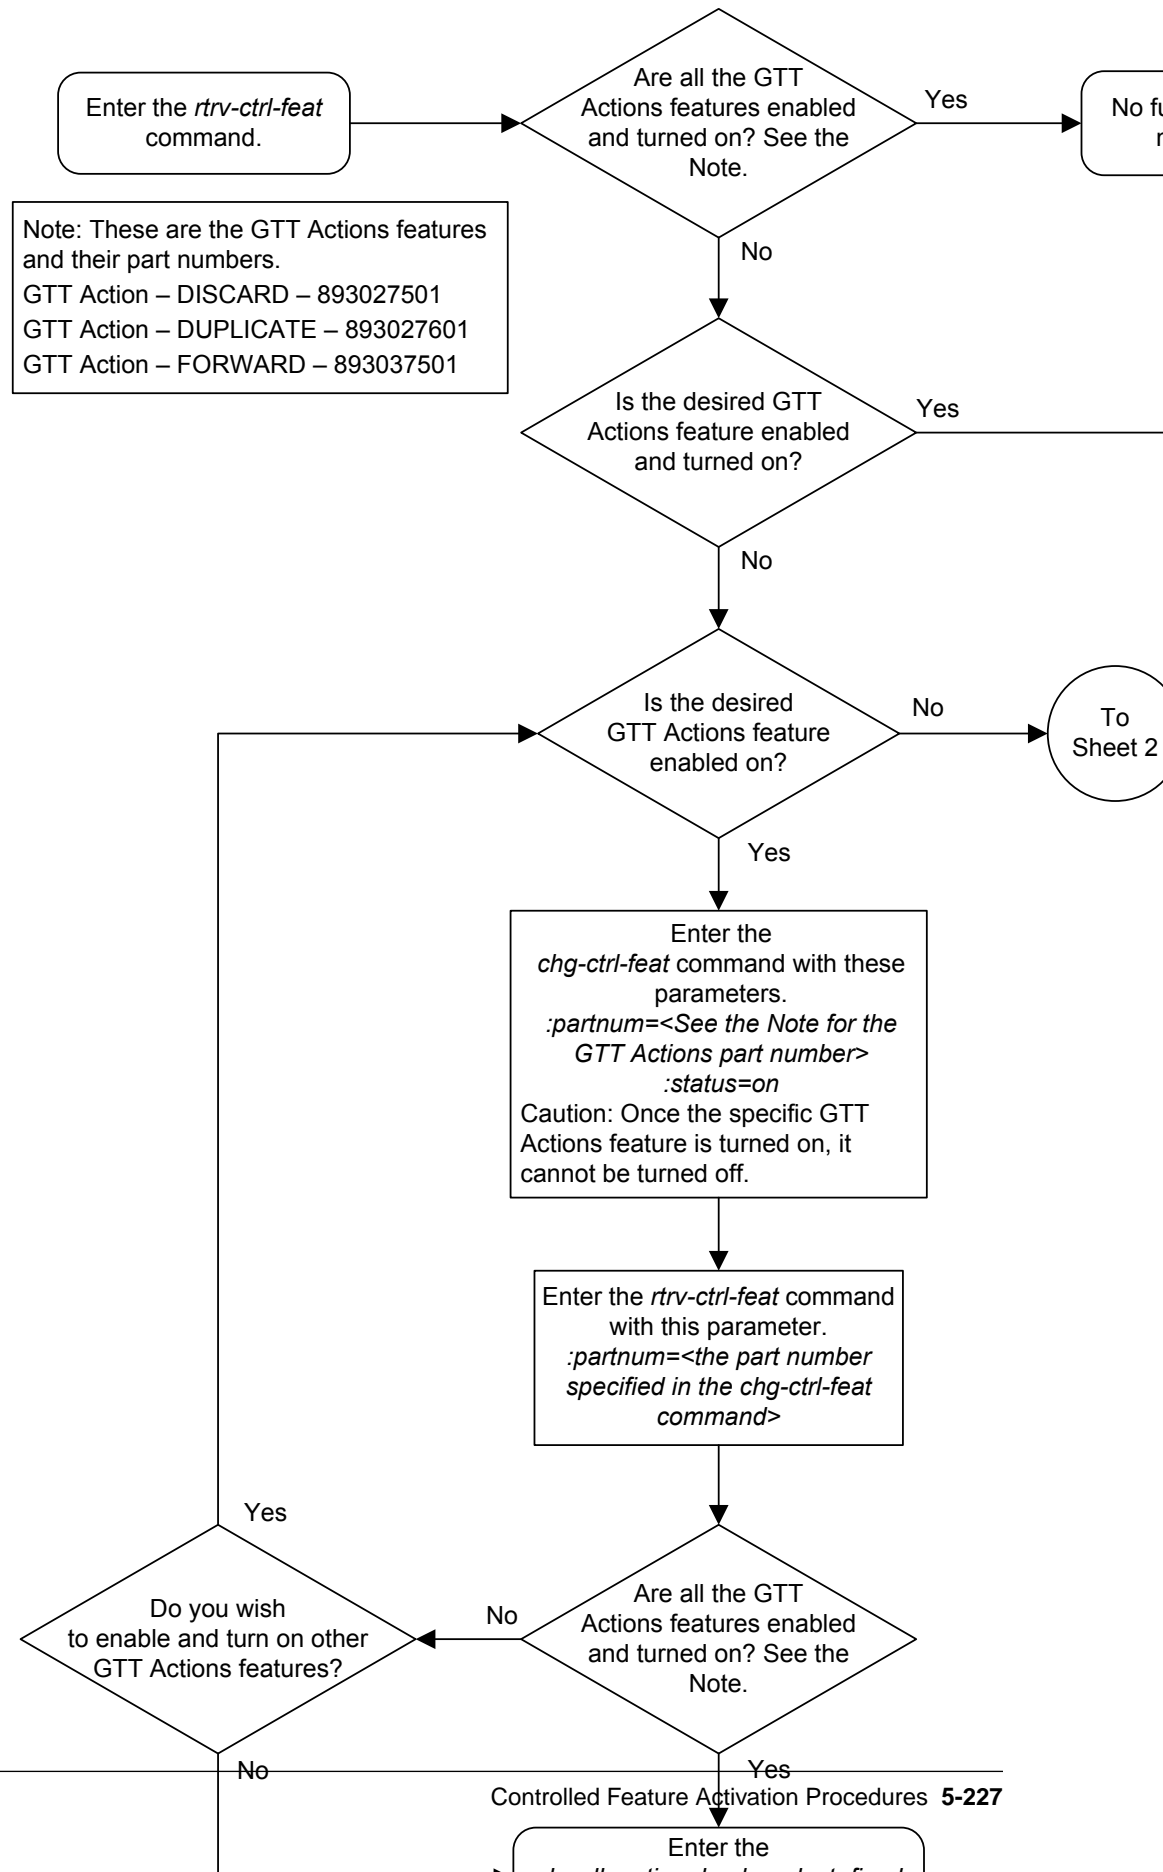 Enter the rtrv-ctrl-feat
command.
Are all the GTT
Actions features enabled
and turned on? See the
Note.
Yes
No
Note: These are the GTT Actions features
and their part numbers.
GTT Action – DISCARD – 893027501
GTT Action – DUPLICATE – 893027601
GTT Action – FORWARD – 893037501
No
Is the desired GTT
Actions feature enabled
and turned on?
Yes
No
Is the desired
GTT Actions feature
enabled on?
No
To
Sheet 2
Yes
Enter the
chg-ctrl-feat command with these
parameters.
:partnum=<See the Note for the
GTT Actions part number>
:status=on
Caution: Once the specific GTT
Actions feature is turned on, it
cannot be turned off.
Enter the rtrv-ctrl-feat command
with this parameter.
:partnum=<the part number
specified in the chg-ctrl-feat
command>
Yes
Do you wish
to enable and turn on other
GTT Actions features?
No
Are all the GTT
Actions features enabled
and turned on? See the
Note.
No
Yes
Controlled Feature Activation Procedures 5-227
Enter the